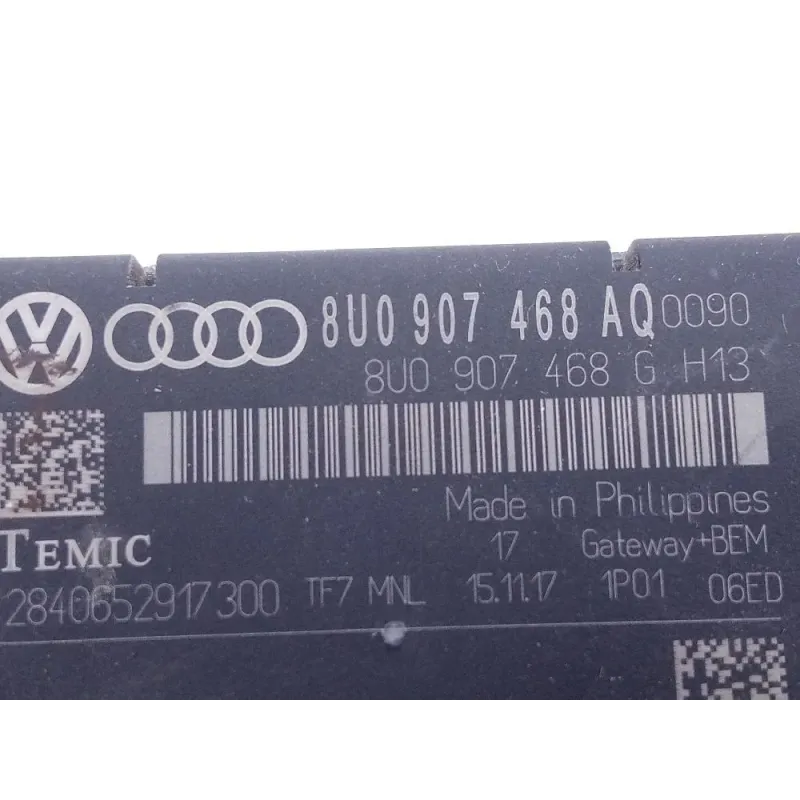 8U0 907 468 AQ 0090
8U0 907 468 G H13
Made in Philippines
TEMIC
17 Gateway+BEM
2840652917300 TF7 MNL 15.11.17 1P01 06ED